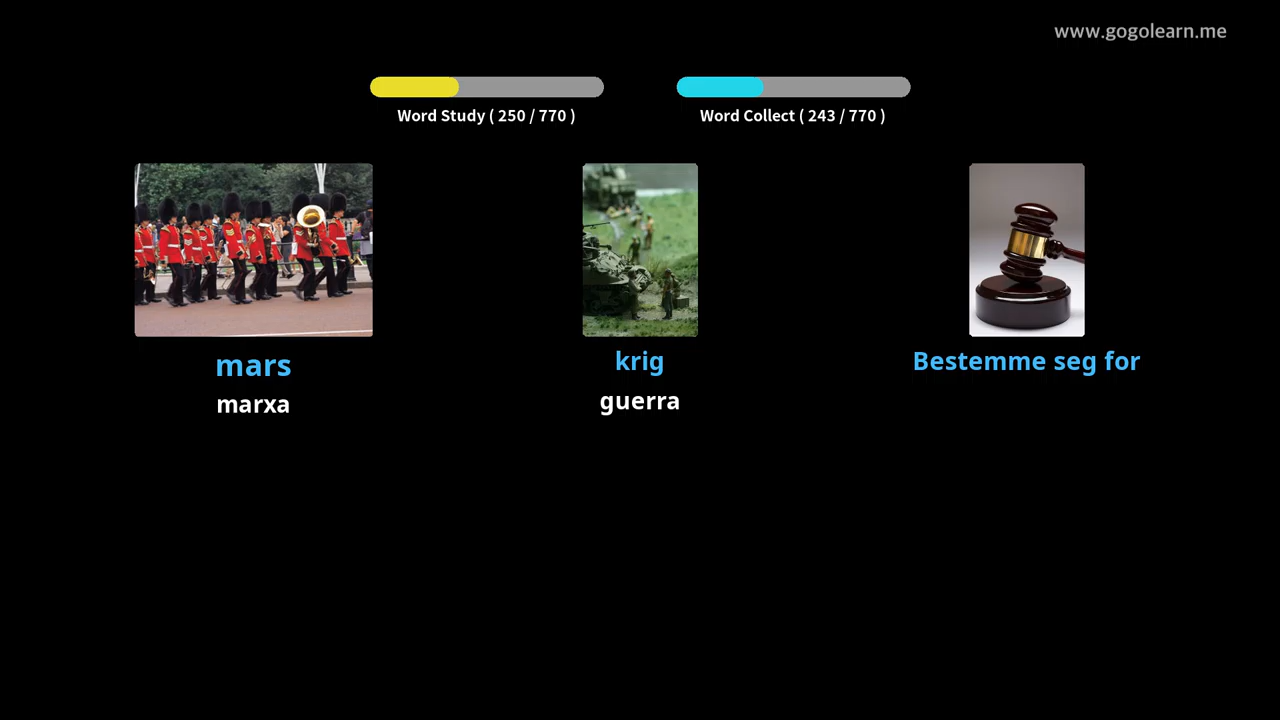 www.gogolearn.me
Word Study ( 250 / 770 )
Word Collect ( 243 / 770 )
mars
marxa
krig
guerra
Bestemme seg for